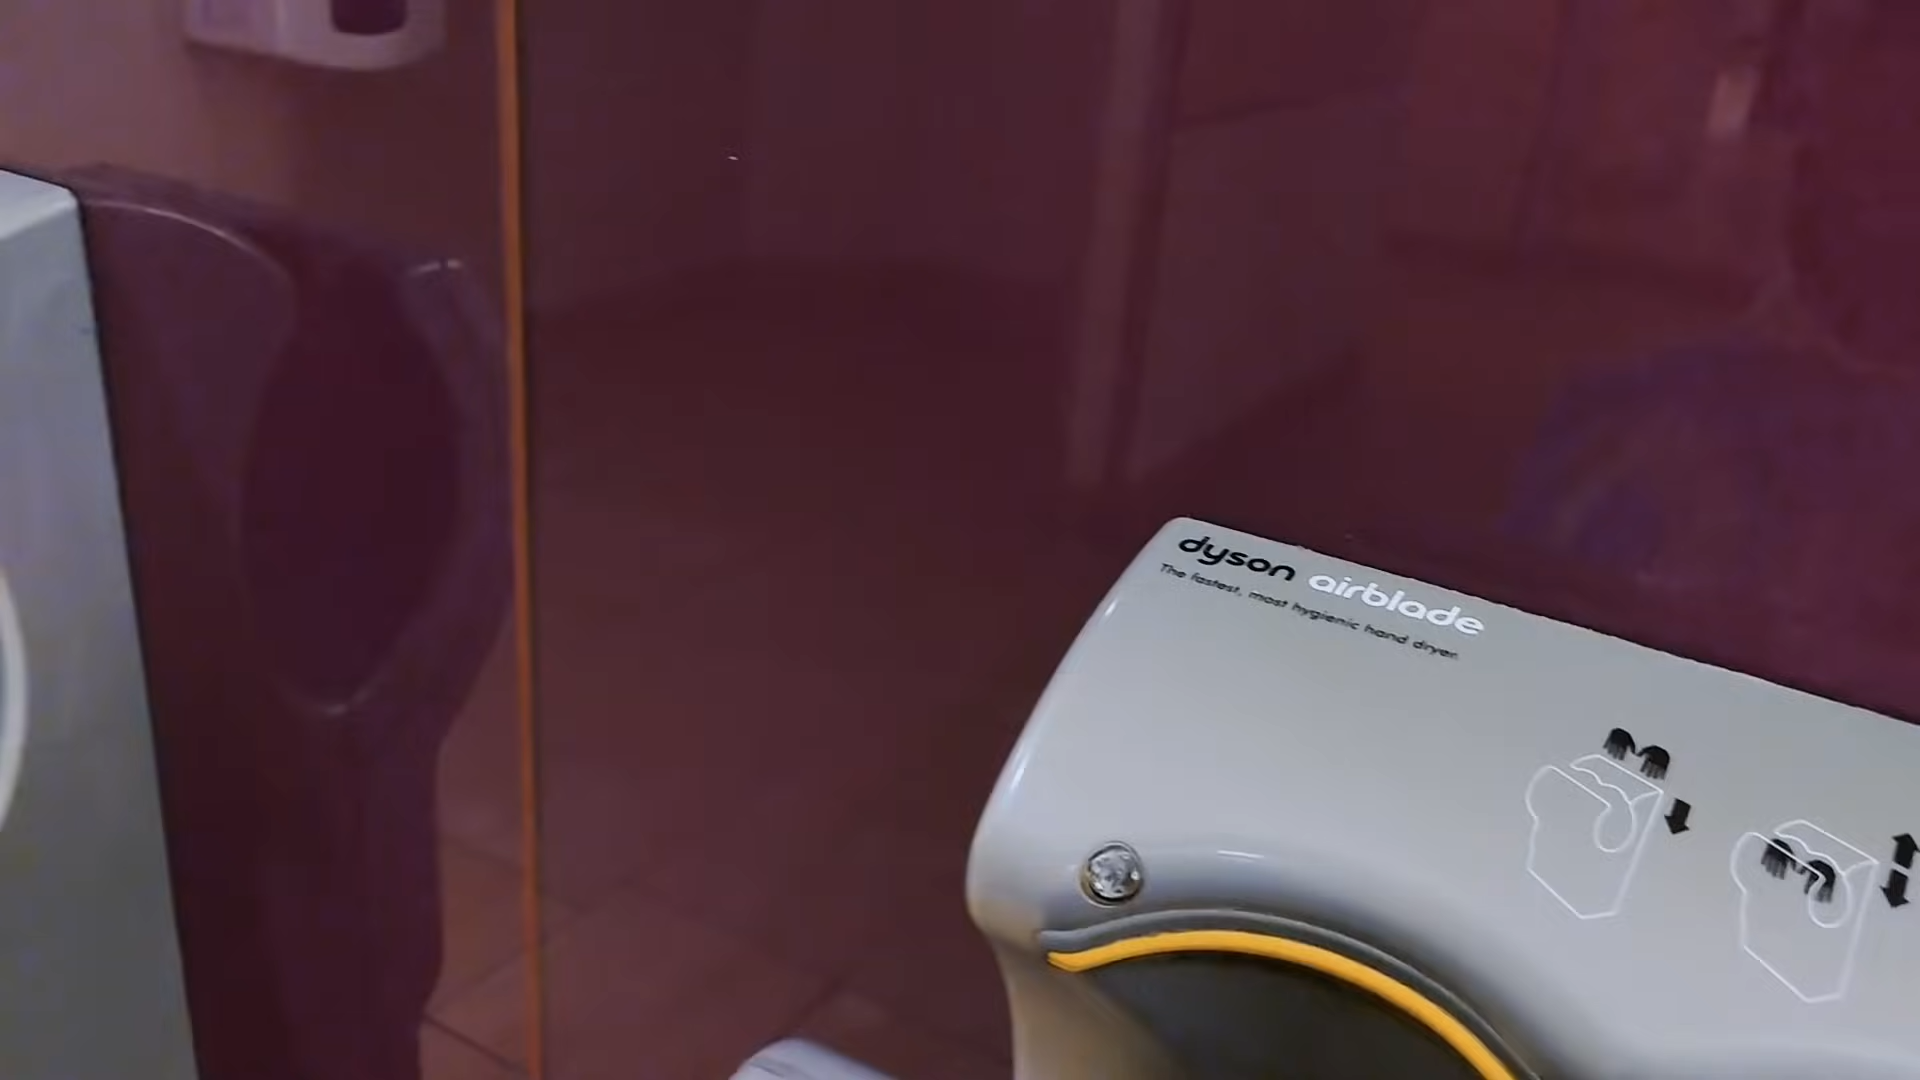 dyson airblade
The fastest, most hygienic hand dryer.